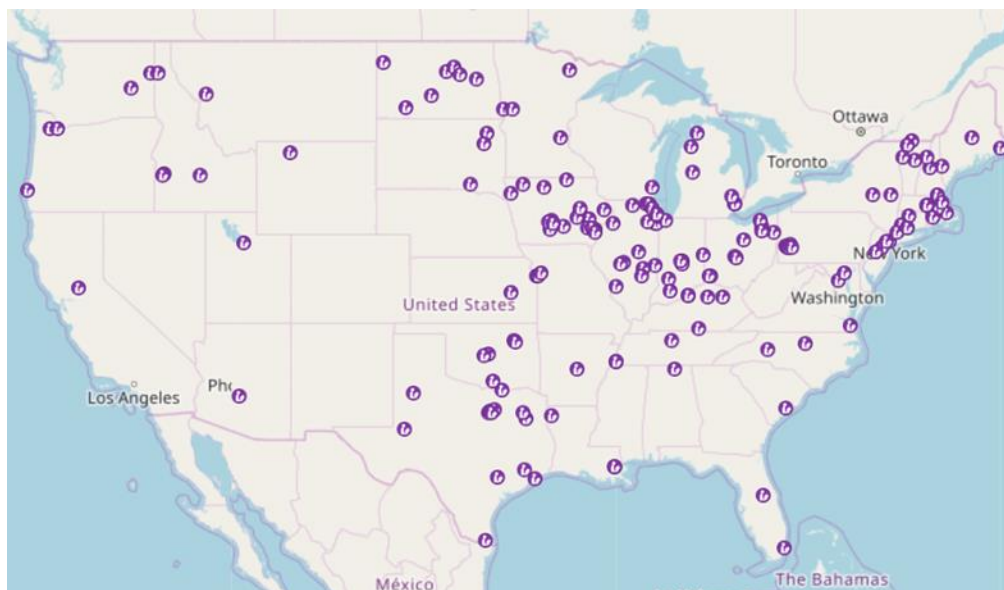 Ottawa
Toronto
New York
Washington
United States
Los Angeles
México
The Bahamas